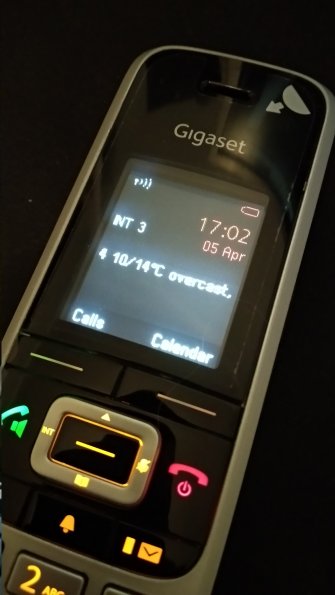 Gigaset
INT 3
17:02
05 Apr
4 10/14°C overcast,
Calls
Calendar
INT
2 ABC